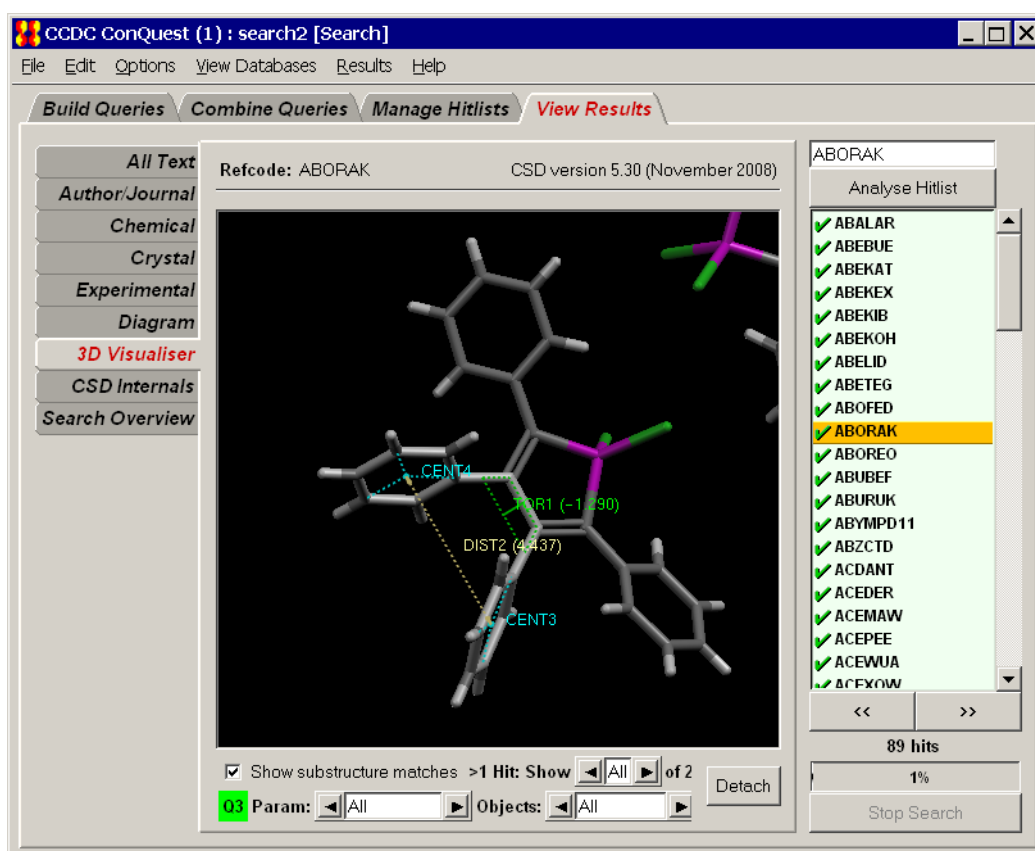 CCDC ConQuest (1) : search2 [Search]
File Edit Options View Databases Results Help
Build Queries Combine Queries Manage Hitlists View Results
All Text
Author/Journal
Chemical
Crystal
Experimental
Diagram
3D Visualiser
CSD Internals
Search Overview
Refcode: ABORAK CSD version 5.30 (November 2008)
CENT4
TOR1 (-1.290)
DIST2 (4.437)
CENT3
Show substructure matches >1 Hit: Show All of 2
Q3 Param: All Objects: All
Detach
ABORAK
Analyse Hitlist
ABALAR
ABEBUE
ABEKAT
ABEKEX
ABEKIB
ABEKOH
ABELID
ABETEG
ABOFED
ABORAK
ABOREO
ABUBEF
ABURUK
ABYMPD11
ABZCTD
ACDANT
ACEDER
ACEMAW
ACEPEE
ACEWUA
ACEXOW
<< >>
89 hits
1%
Stop Search